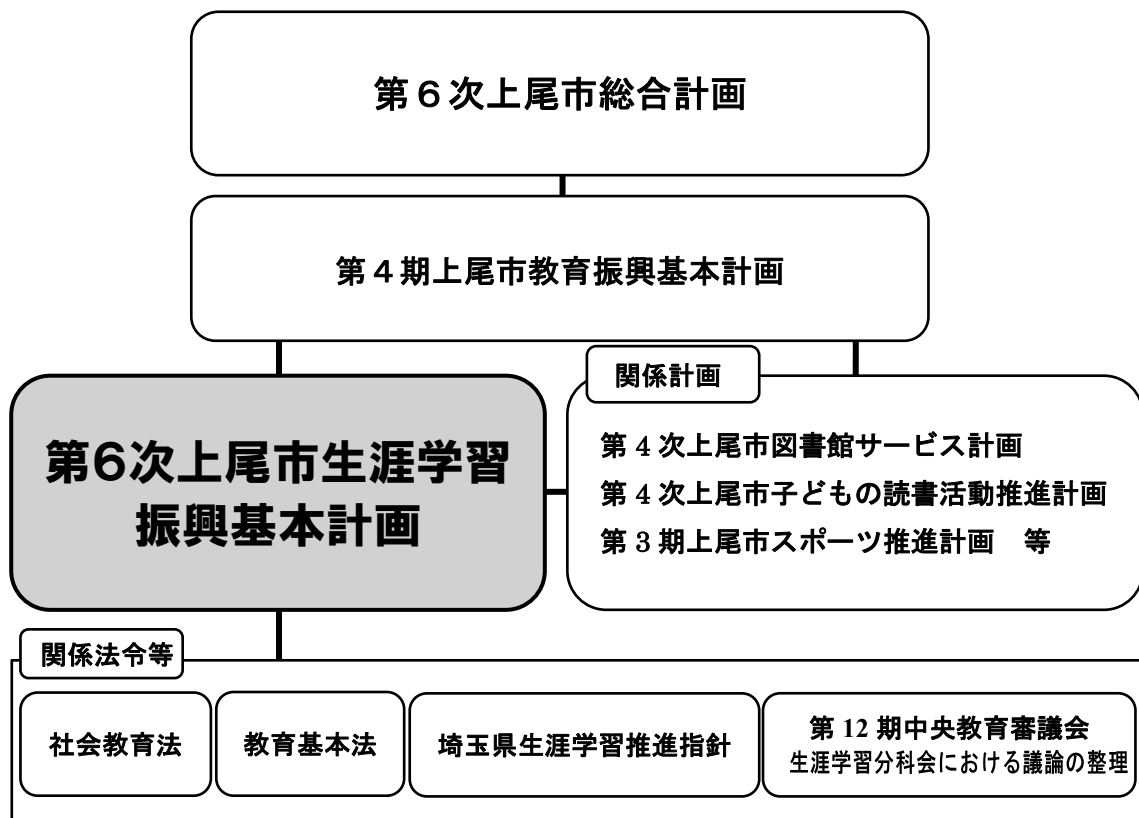 第６次上尾市総合計画
第４期上尾市教育振興基本計画
関係計画
第６次上尾市生涯学習
振興基本計画
第 4 次上尾市図書館サービス計画
第 4 次上尾市子どもの読書活動推進計画
第 3 期上尾市スポーツ推進計画　等
関係法令等
社会教育法
教育基本法
埼玉県生涯学習推進指針
第 12 期中央教育審議会
生涯学習分科会における議論の整理